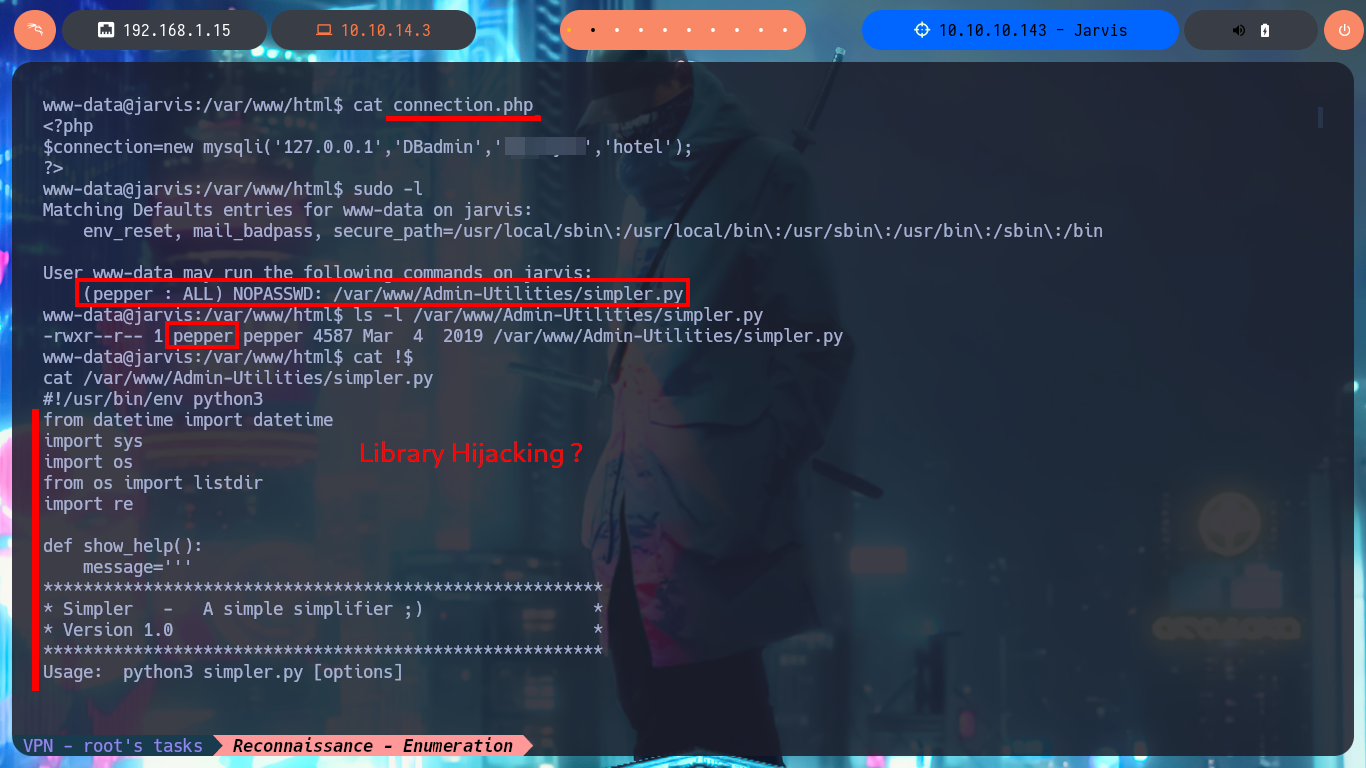 192.168.1.15
10.10.14.3
10.10.10.143 - Jarvis
www-data@jarvis:/var/www/html$ cat connection.php
<?php
$connection=new mysqli('127.0.0.1','DBadmin','','hotel');
?>
www-data@jarvis:/var/www/html$ sudo -l
Matching Defaults entries for www-data on jarvis:
    env_reset, mail_badpass, secure_path=/usr/local/sbin\:/usr/local/bin\:/usr/sbin\:/usr/bin\:/sbin\:/bin
User www-data may run the following commands on jarvis:
    (pepper : ALL) NOPASSWD: /var/www/Admin-Utilities/simpler.py
www-data@jarvis:/var/www/html$ ls -l /var/www/Admin-Utilities/simpler.py
-rwxr--r-- 1 pepper pepper 4587 Mar  4  2019 /var/www/Admin-Utilities/simpler.py
www-data@jarvis:/var/www/html$ cat !$
cat /var/www/Admin-Utilities/simpler.py
#!/usr/bin/env python3
from datetime import datetime
import sys
Library Hijacking ?
import os
from os import listdir
import re
def show_help():
    message='''
********************************************************
* Simpler   -   A simple simplifier ;)                 *
* Version 1.0                                          *
********************************************************
Usage:  python3 simpler.py [options]
VPN - root's tasks
Reconnaissance - Enumeration